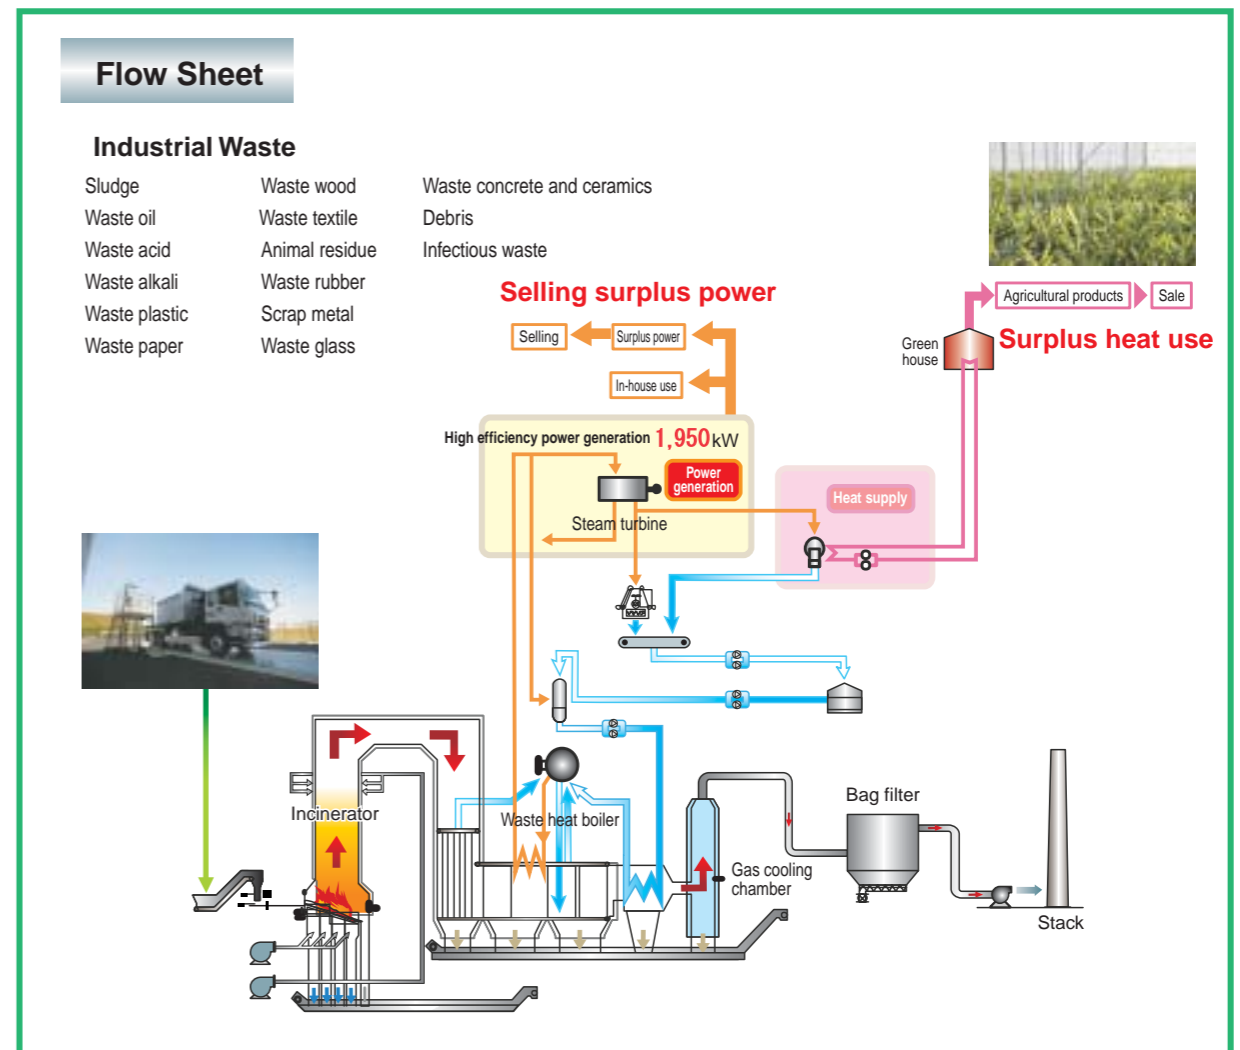 Flow Sheet
Industrial Waste
Sludge
Waste wood
Waste concrete and ceramics
Waste oil
Waste textile
Debris
Waste acid
Animal residue
Infectious waste
Waste alkali
Waste rubber
Waste plastic
Scrap metal
Waste paper
Waste glass
Selling surplus power
Selling
Surplus power
In-house use
Agricultural products
Sale
Green
house
Surplus heat use
High efficiency power generation 1,950kW
Power
generation
Steam turbine
Heat supply
Incinerator
Waste heat boiler
Gas cooling
chamber
Bag filter
Stack